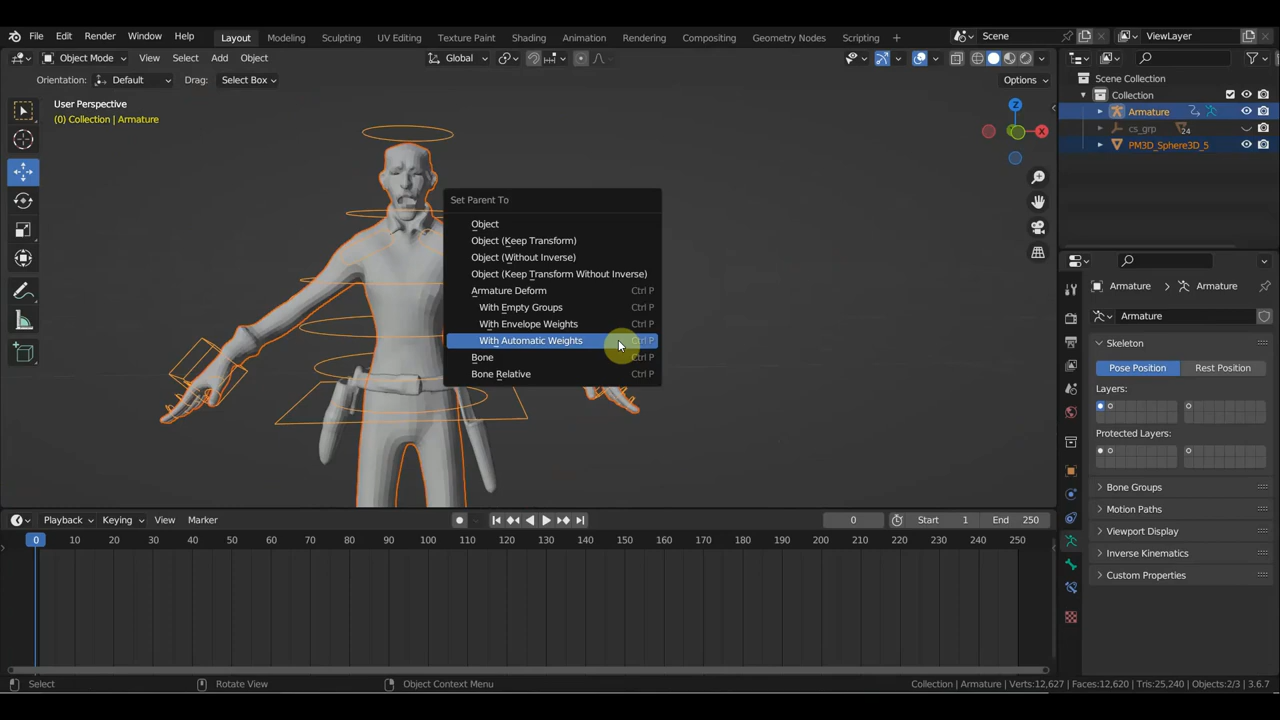 File Edit Render Window Help Layout Modeling Sculpting UV Editing Texture Paint Shading Animation Rendering Compositing Geometry Nodes Scripting Scene ViewLayer
Object Mode View Select Add Object Global
Orientation: Default Drag: Select Box Options
Scene Collection
Collection
Armature
cs_grp 24
PM3D_Sphere3D_5
User Perspective
(0) Collection | Armature
Z
X
Set Parent To
Object
Object (Keep Transform)
Object (Without Inverse)
Object (Keep Transform Without Inverse)
Armature Deform Ctrl P
With Empty Groups Ctrl P
With Envelope Weights Ctrl P
With Automatic Weights Ctrl P
Bone Ctrl P
Bone Relative Ctrl P
Armature Armature
Armature
Skeleton
Pose Position Rest Position
Layers:
Protected Layers:
Bone Groups
Motion Paths
Viewport Display
Inverse Kinematics
Custom Properties
Playback Keying View Marker 0 Start 1 End 250
0 10 20 30 40 50 60 70 80 90 100 110 120 130 140 150 160 170 180 190 200 210 220 230 240 250
Select Rotate View Object Context Menu Collection | Armature | Verts:12,627 | Faces:12,620 | Tris:25,240 | Objects:2/3 | 3.6.7